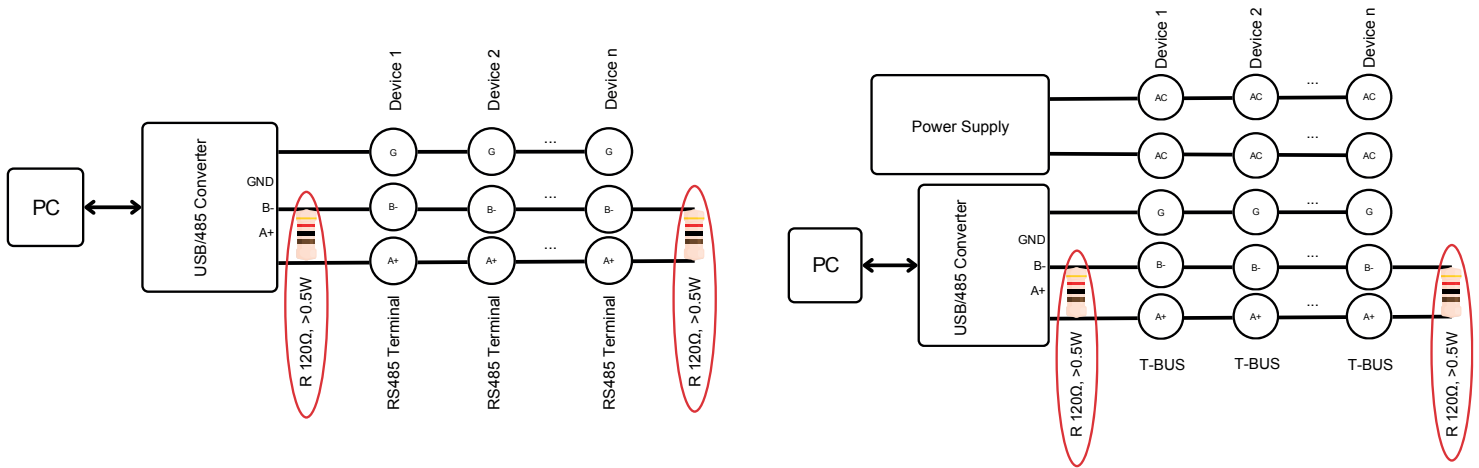 Device 1
Device 2
Device n
PC
USB/485 Converter
GND
B-
A+
G
G
...
G
B-
B-
...
B-
A+
A+
...
A+
R 120Ω, >0.5W
RS485 Terminal
RS485 Terminal
RS485 Terminal
R 120Ω, >0.5W
Device 1
Device 2
Device n
Power Supply
AC
AC
...
AC
AC
AC
...
AC
PC
USB/485 Converter
GND
B-
A+
G
G
...
G
B-
B-
...
B-
A+
A+
...
A+
R 120Ω, >0.5W
T-BUS
T-BUS
T-BUS
R 120Ω, >0.5W